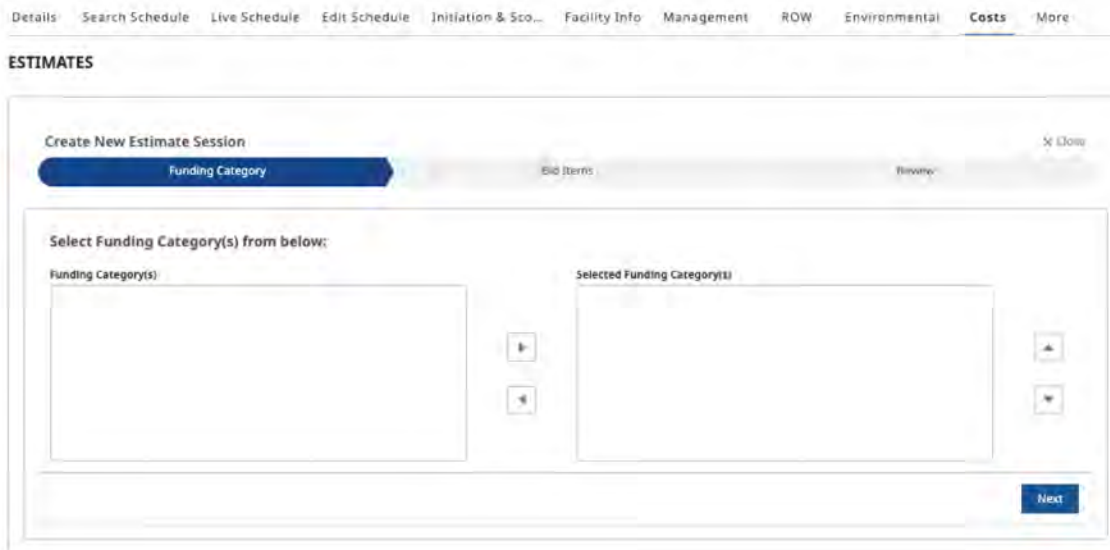 Details Search Schedule Live Schedule Edit Schedule Initiation & Sco... Facility Info Management ROW Environmental Costs More
ESTIMATES
Create New Estimate Session
X Close
Funding Category Bid Items Review
Select Funding Category(s) from below:
Funding Category(s) Selected Funding Category(s)
Next